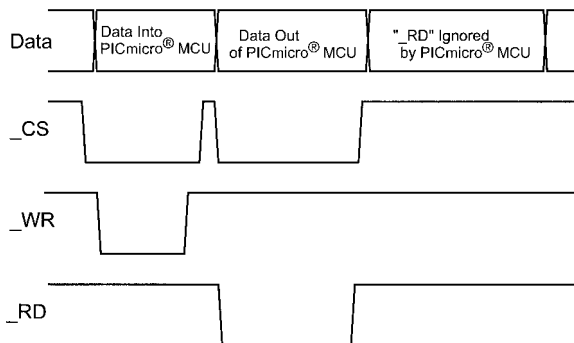 Data
Data Into
PICmicro® MCU
Data Out
of PICmicro® MCU
"_RD" Ignored
by PICmicro® MCU
_CS
_WR
_RD